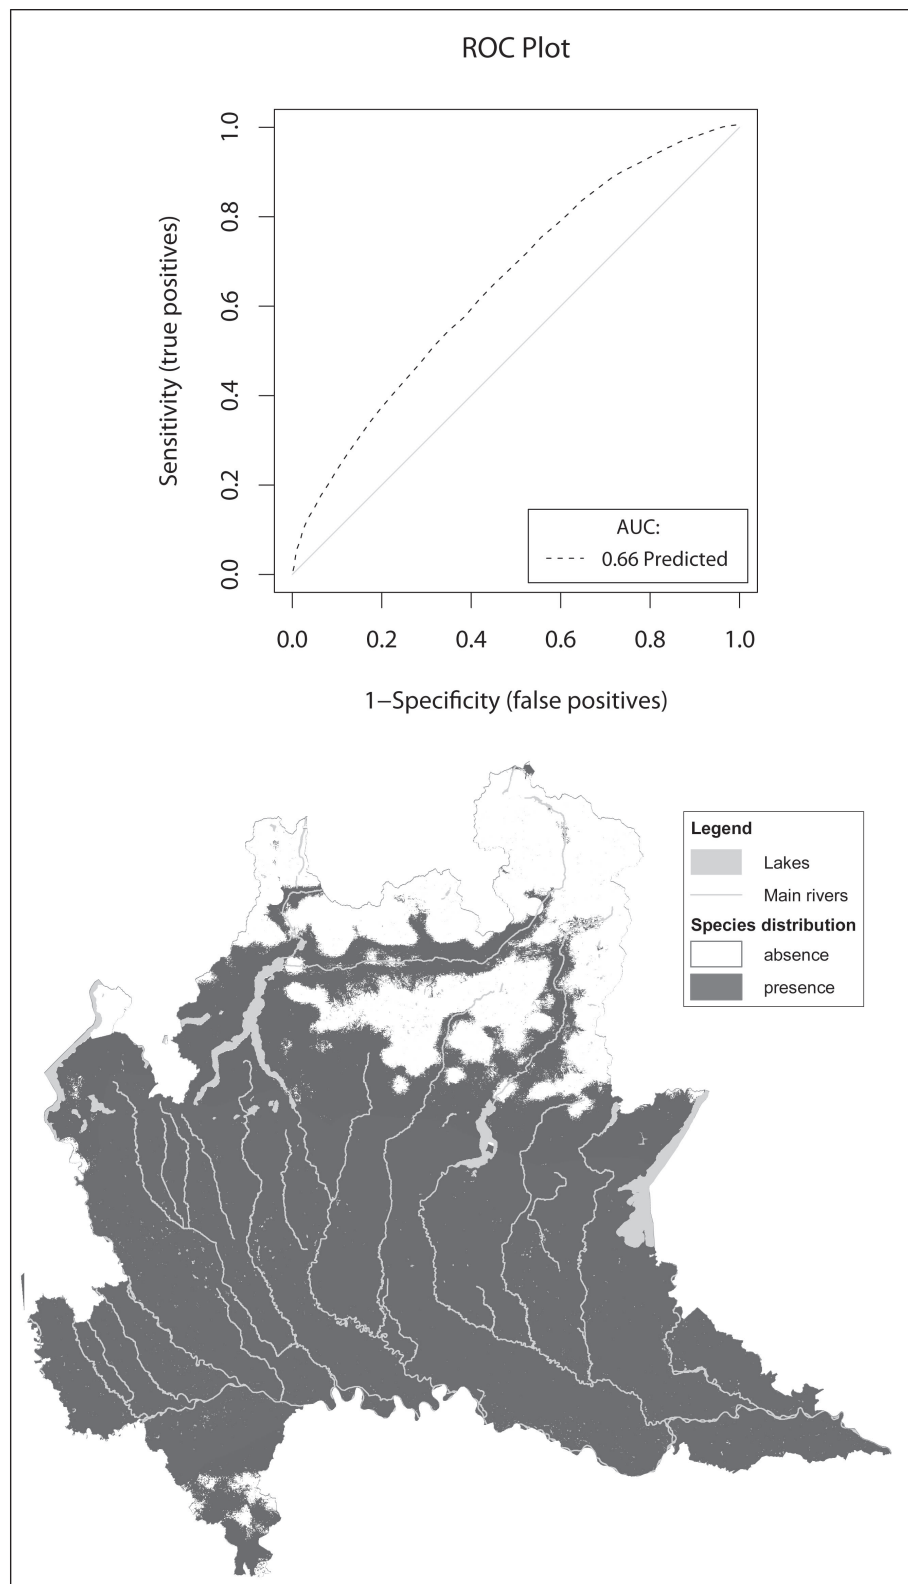 ROC Plot
1.0
0.8
0.6
0.4
0.2
0.0
Sensitivity (true positives)
AUC:
0.66 Predicted
0.0 0.2 0.4 0.6 0.8 1.0
1−Specificity (false positives)
Legend
Lakes
Main rivers
Species distribution
absence
presence